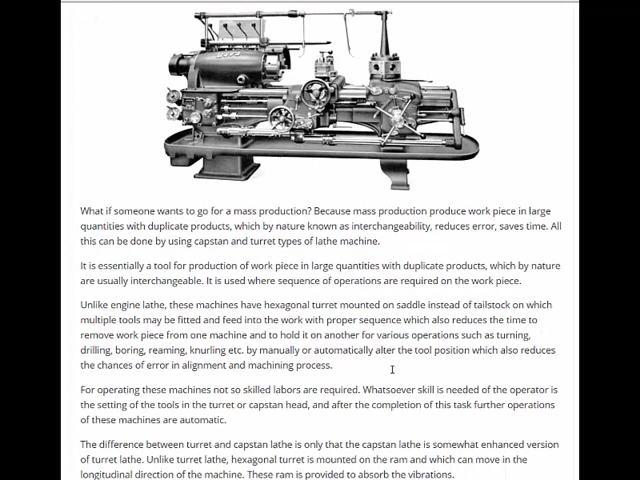 What if someone wants to go for a mass production? Because mass production produce work piece in large
quantities with duplicate products, which by nature known as interchangeability, reduces error, saves time. All
this can be done by using capstan and turret types of lathe machine.
It is essentially a tool for production of work piece in large quantities with duplicate products, which by nature
are usually interchangeable. It is used where sequence of operations are required on the work piece.
Unlike engine lathe, these machines have hexagonal turret mounted on saddle instead of tailstock on which
multiple tools may be fitted and feed into the work with proper sequence which also reduces the time to
remove work piece from one machine and to hold it on another for various operations such as turning,
drilling, boring, reaming, knurling etc. by manually or automatically alter the tool position which also reduces
the chances of error in alignment and machining process.
For operating these machines not so skilled labors are required. Whatsoever skill is needed of the operator is
the setting of the tools in the turret or capstan head, and after the completion of this task further operations
of these machines are automatic.
The difference between turret and capstan lathe is only that the capstan lathe is somewhat enhanced version
of turret lathe. Unlike turret lathe, hexagonal turret is mounted on the ram and which can move in the
longitudinal direction of the machine. These ram is provided to absorb the vibrations.